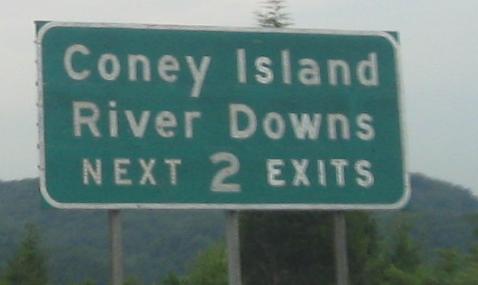 Coney Island
River Downs
NEXT 2 EXITS